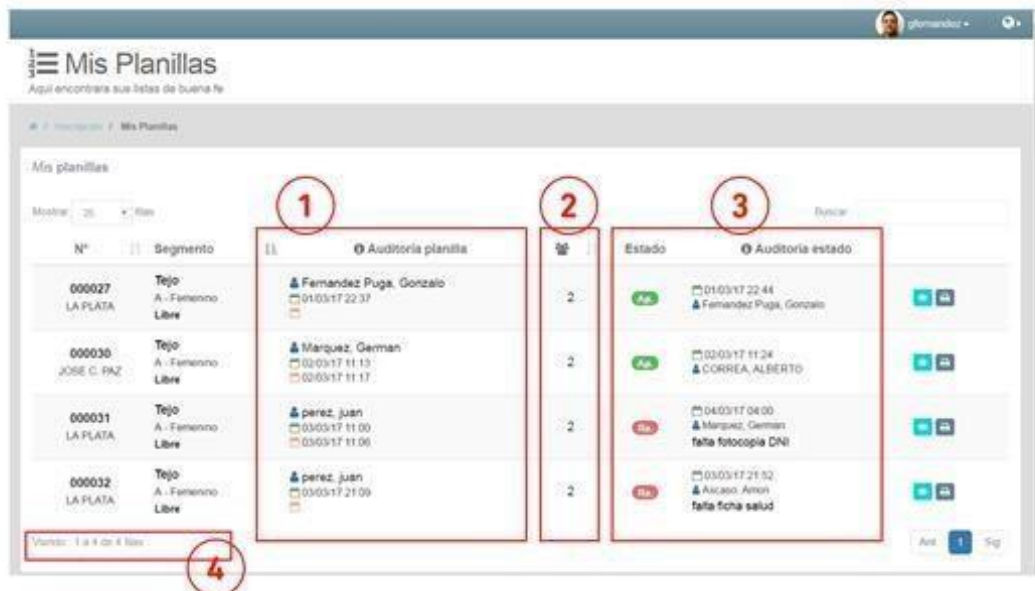 Mis Planillas
Aquí encontrara sus listas de buena fe
Mis Planillas
Mis planillas
Mostrar 25 filas
Buscar
1
2
3
Nº Segmento Auditoría planilla Estado Auditoria estado
000027
LA PLATA
Tejo
A - Femenino
Libre
Fernandez Puga, Gonzalo
01/03/17 22:37
2
Ap.
01/03/17 22:44
Fernandez Puga, Gonzalo
000030
JOSE C. PAZ
Tejo
A - Femenino
Libre
Marquez, German
02/03/17 11:13
02/03/17 11:17
2
Ap.
02/03/17 11:24
CORREA, ALBERTO
000031
LA PLATA
Tejo
A - Femenino
Libre
perez, juan
03/03/17 11:00
03/03/17 11:06
2
Re.
04/03/17 04:00
Marquez, German
falta fotocopia DNI
000032
LA PLATA
Tejo
A - Femenino
Libre
perez, juan
03/03/17 21:09
2
Re.
03/03/17 21:52
falta ficha salud
1 a 4 de 4 filas
Ant 1 Sig
4